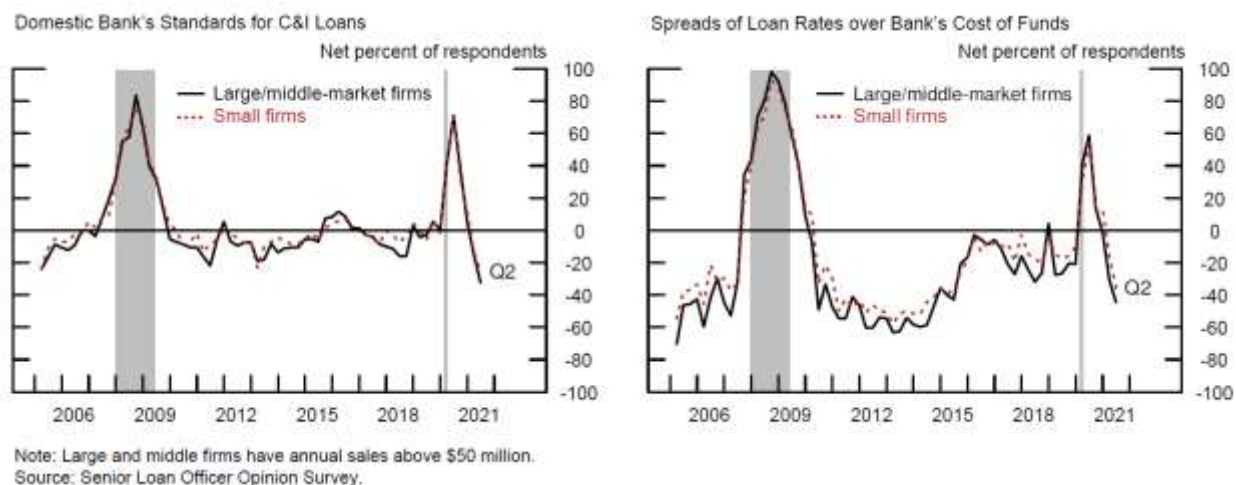 Domestic Bank's Standards for C&I Loans
Net percent of respondents
Large/middle-market firms
Small firms
100
80
60
40
20
0
-20
-40
-60
-80
-100
Q2
2006 2009 2012 2015 2018 2021
Spreads of Loan Rates over Bank's Cost of Funds
Net percent of respondents
Large/middle-market firms
Small firms
100
80
60
40
20
0
-20
-40
-60
-80
-100
Q2
2006 2009 2012 2015 2018 2021
Note: Large and middle firms have annual sales above $50 million.
Source: Senior Loan Officer Opinion Survey.